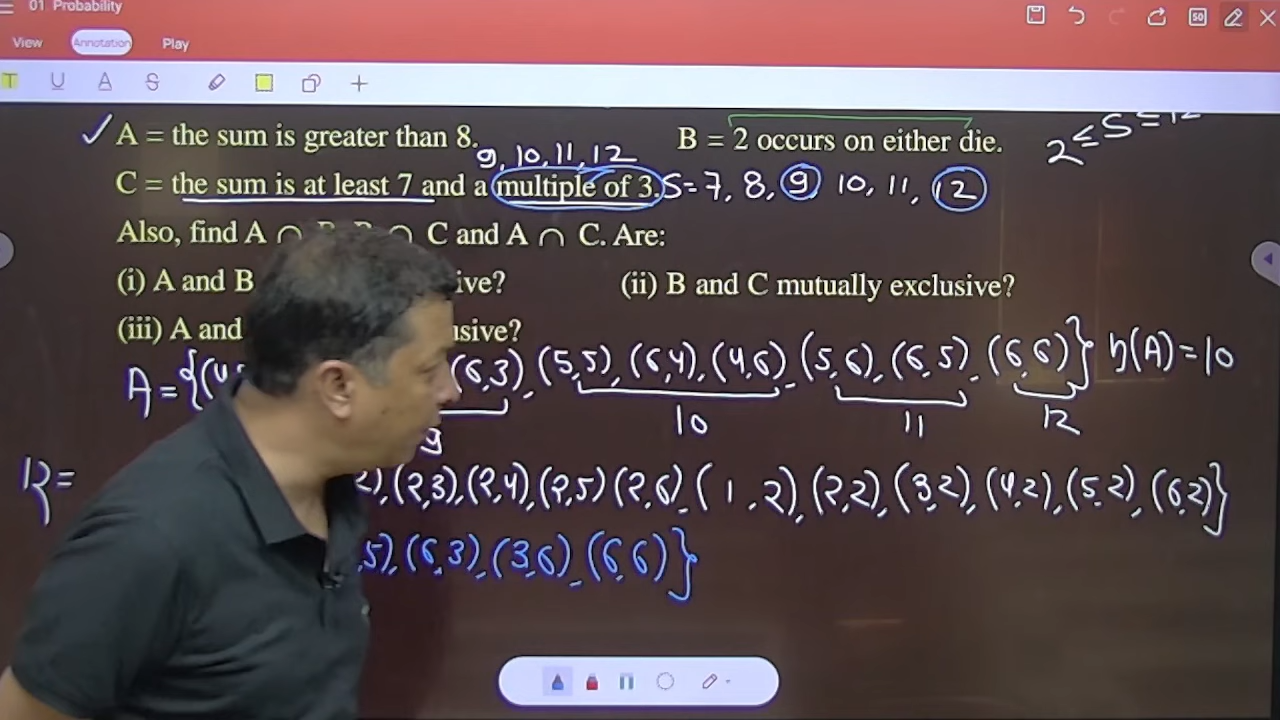 01 Probability
50
View Annotation Play
T U A S
A = the sum is greater than 8. B = 2 occurs on either die. 2 ≤ S ≤ 12
9, 10, 11, 12
C = the sum is at least 7 and a multiple of 3. S = 7, 8, 9, 10, 11, 12
Also, find A ∩ C and A ∩ C. Are:
(i) A and B ive? (ii) B and C mutually exclusive?
(iii) A and usive?
A = {(4, (6,3), (5,5), (6,4), (4,6), (5,6), (6,5), (6,6)} n(A) = 10
9 10 11 12
B = 2), (2,3), (2,4), (2,5) (2,6), (1,2), (2,2), (3,2), (4,2), (5,2), (6,2)}
5), (6,3), (3,6), (6,6)}